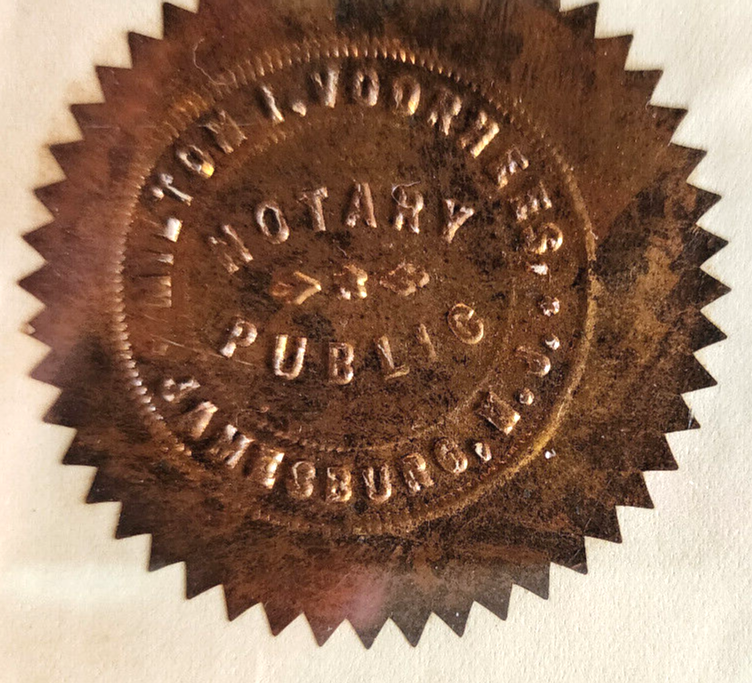 MILTON I. VOORHEES.
NOTARY
PUBLIC
JAMESBURG, N.J.